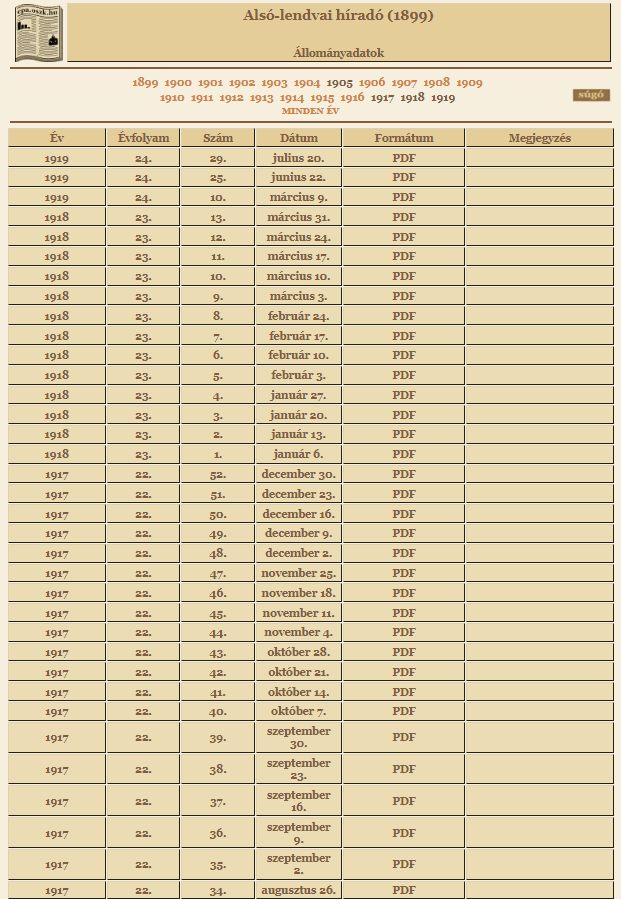 epa.oszk.hu
Alsó-lendvai híradó (1899)
Állományadatok
1899 1900 1901 1902 1903 1904 1905 1906 1907 1908 1909
1910 1911 1912 1913 1914 1915 1916 1917 1918 1919
MINDEN ÉV
súgó
Év Évfolyam Szám Dátum Formátum Megjegyzés
1919 24. 29. julius 20. PDF
1919 24. 25. junius 22. PDF
1919 24. 10. március 9. PDF
1918 23. 13. március 31. PDF
1918 23. 12. március 24. PDF
1918 23. 11. március 17. PDF
1918 23. 10. március 10. PDF
1918 23. 9. március 3. PDF
1918 23. 8. február 24. PDF
1918 23. 7. február 17. PDF
1918 23. 6. február 10. PDF
1918 23. 5. február 3. PDF
1918 23. 4. január 27. PDF
1918 23. 3. január 20. PDF
1918 23. 2. január 13. PDF
1918 23. 1. január 6. PDF
1917 22. 52. december 30. PDF
1917 22. 51. december 23. PDF
1917 22. 50. december 16. PDF
1917 22. 49. december 9. PDF
1917 22. 48. december 2. PDF
1917 22. 47. november 25. PDF
1917 22. 46. november 18. PDF
1917 22. 45. november 11. PDF
1917 22. 44. november 4. PDF
1917 22. 43. október 28. PDF
1917 22. 42. október 21. PDF
1917 22. 41. október 14. PDF
1917 22. 40. október 7. PDF
1917 22. 39. szeptember 30. PDF
1917 22. 38. szeptember 23. PDF
1917 22. 37. szeptember 16. PDF
1917 22. 36. szeptember 9. PDF
1917 22. 35. szeptember 2. PDF
1917 22. 34. augusztus 26. PDF